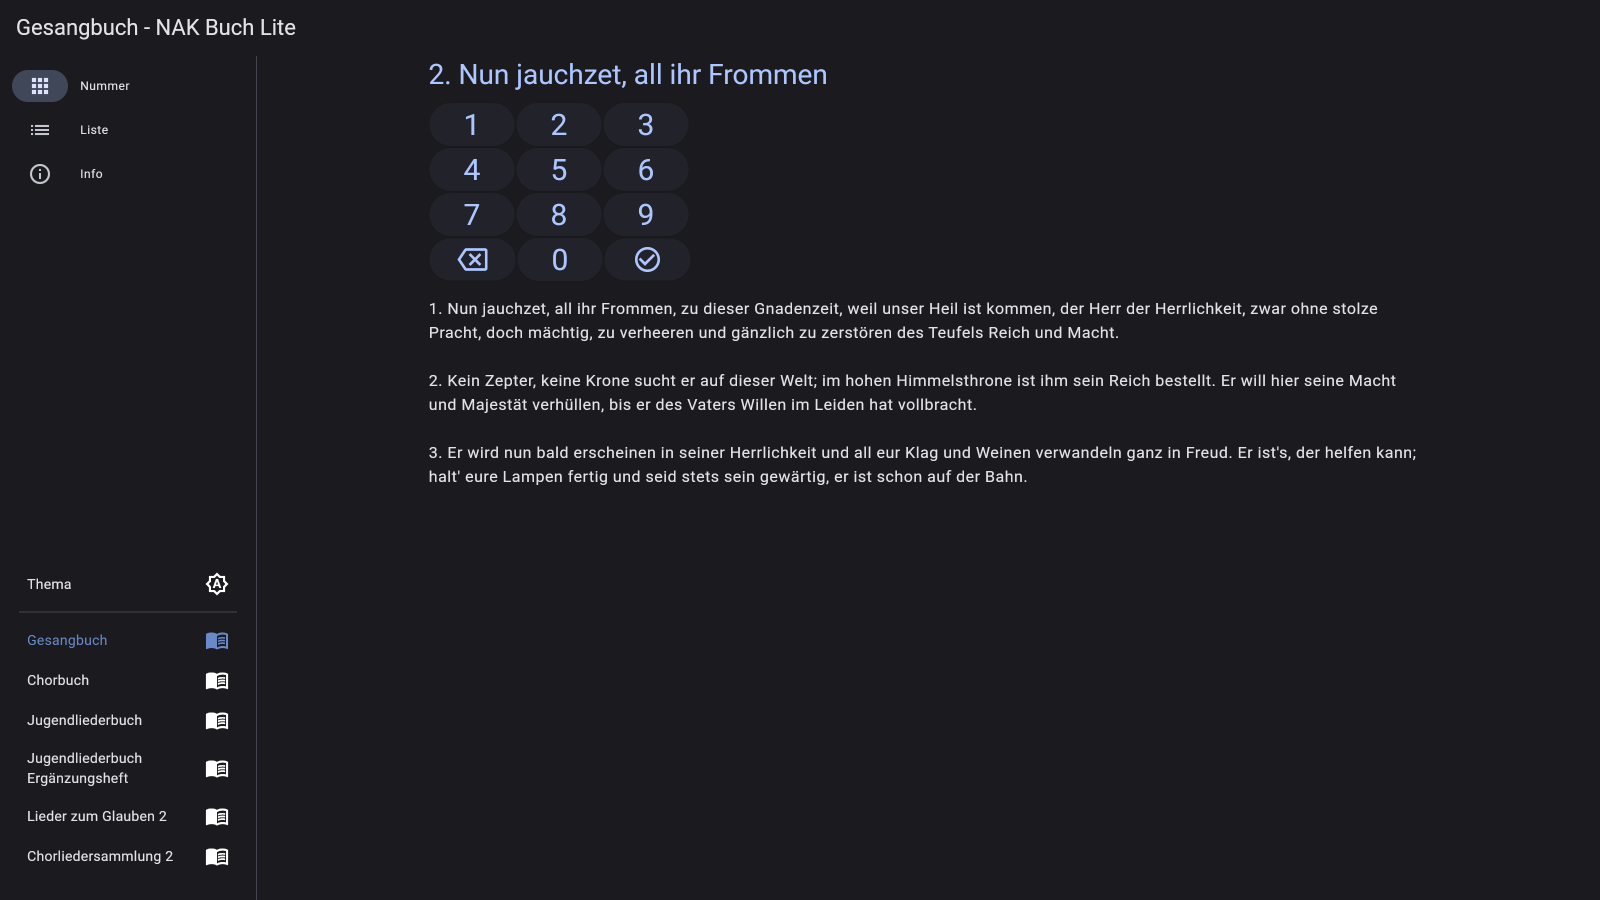 Gesangbuch - NAK Buch Lite
Nummer
Liste
Info
2. Nun jauchzet, all ihr Frommen
1 2 3
4 5 6
7 8 9
0
1. Nun jauchzet, all ihr Frommen, zu dieser Gnadenzeit, weil unser Heil ist kommen, der Herr der Herrlichkeit, zwar ohne stolze
Pracht, doch mächtig, zu verheeren und gänzlich zu zerstören des Teufels Reich und Macht.
2. Kein Zepter, keine Krone sucht er auf dieser Welt; im hohen Himmelsthrone ist ihm sein Reich bestellt. Er will hier seine Macht
und Majestät verhüllen, bis er des Vaters Willen im Leiden hat vollbracht.
3. Er wird nun bald erscheinen in seiner Herrlichkeit und all eur Klag und Weinen verwandeln ganz in Freud. Er ist's, der helfen kann;
halt' eure Lampen fertig und seid stets sein gewärtig, er ist schon auf der Bahn.
Thema A
Gesangbuch
Chorbuch
Jugendliederbuch
Jugendliederbuch
Ergänzungsheft
Lieder zum Glauben 2
Chorliedersammlung 2